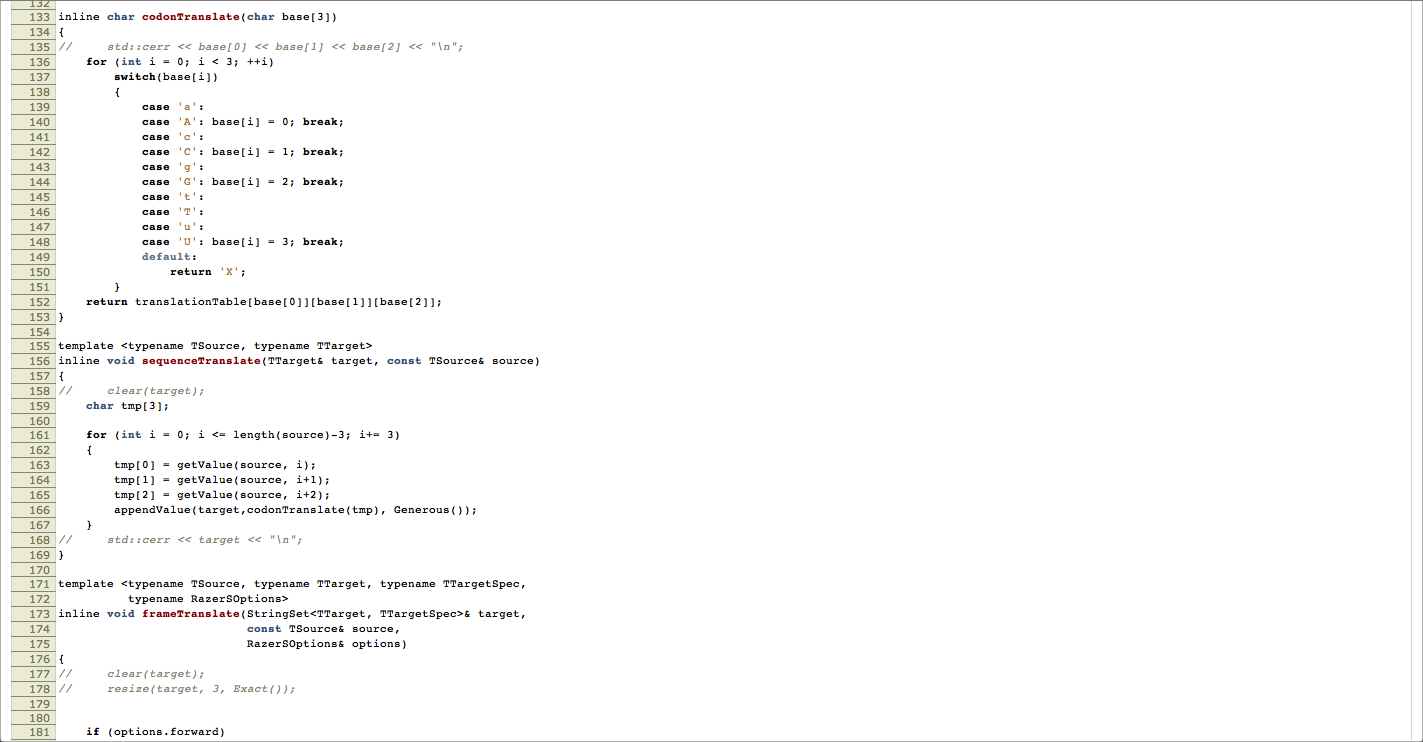 132
133 inline char codonTranslate(char base[3])
134 {
135 //     std::cerr << base[0] << base[1] << base[2] << "\n";
136     for (int i = 0; i < 3; ++i)
137         switch(base[i])
138         {
139             case 'a':
140             case 'A': base[i] = 0; break;
141             case 'c':
142             case 'C': base[i] = 1; break;
143             case 'g':
144             case 'G': base[i] = 2; break;
145             case 't':
146             case 'T':
147             case 'u':
148             case 'U': base[i] = 3; break;
149             default:
150                 return 'X';
151         }
152     return translationTable[base[0]][base[1]][base[2]];
153 }
154
155 template <typename TSource, typename TTarget>
156 inline void sequenceTranslate(TTarget& target, const TSource& source)
157 {
158 //     clear(target);
159     char tmp[3];
160
161     for (int i = 0; i <= length(source)-3; i+= 3)
162     {
163         tmp[0] = getValue(source, i);
164         tmp[1] = getValue(source, i+1);
165         tmp[2] = getValue(source, i+2);
166         appendValue(target,codonTranslate(tmp), Generous());
167     }
168 //     std::cerr << target << "\n";
169 }
170
171 template <typename TSource, typename TTarget, typename TTargetSpec,
172           typename RazerSOptions>
173 inline void frameTranslate(StringSet<TTarget, TTargetSpec>& target,
174                            const TSource& source,
175                            RazerSOptions& options)
176 {
177 //     clear(target);
178 //     resize(target, 3, Exact());
179
180
181     if (options.forward)